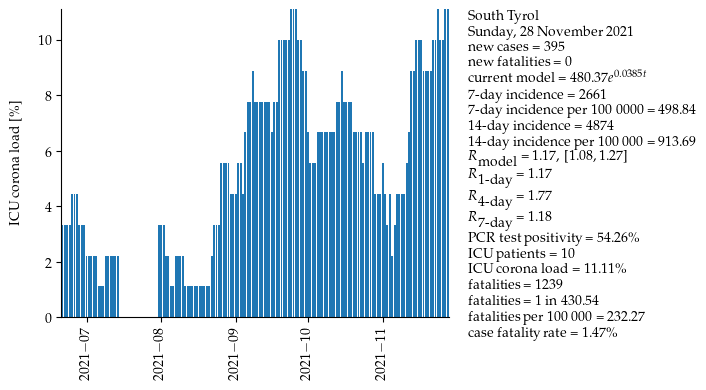 ICU corona load [%]
10
8
6
4
2
0
2021−07
2021−08
2021−09
2021−10
2021−11
South Tyrol
Sunday, 28 November 2021
new cases = 395
new fatalities = 0
current model = 480.37e^{0.0385t}
7-day incidence = 2661
7-day incidence per 100 0000 = 498.84
14-day incidence = 4874
14-day incidence per 100 000 = 913.69
R_model = 1.17, [1.08, 1.27]
R_1-day = 1.17
R_4-day = 1.77
R_7-day = 1.18
PCR test positivity = 54.26%
ICU patients = 10
ICU corona load = 11.11%
fatalities = 1239
fatalities = 1 in 430.54
fatalities per 100 000 = 232.27
case fatality rate = 1.47%